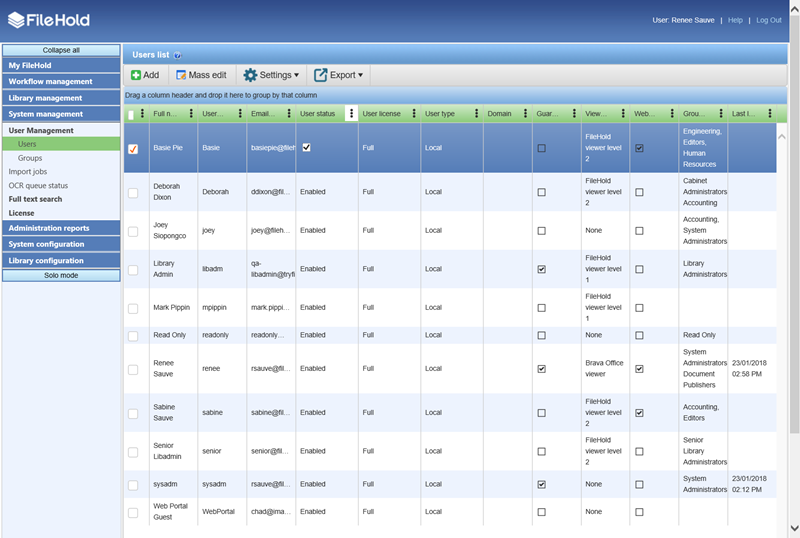 FileHold
User: Renee Sauve | Help | Log Out
Collapse all
My FileHold
Workflow management
Library management
System management
User Management
Users
Groups
Import jobs
OCR queue status
Full text search
License
Administration reports
System configuration
Library configuration
Solo mode
Users list
Add Mass edit Settings Export
Drag a column header and drop it here to group by that column
Full n... User... Email... User status User license User type Domain Guar... View... Web... Grou... Last l...
Basie Pie Basie basiepie@fileh Full Local FileHold viewer level 2 Engineering, Editors, Human Resources
Deborah Dixon Deborah ddixon@fil... Enabled Full Local FileHold viewer level 2 Cabinet Administrators Accounting
Joey Siopongco joey joey@fileh... Enabled Full Local None Accounting, System Administrators
Library Admin libadm qa-libadmin@tryfi Enabled Full Local FileHold viewer level 1 Library Administrators
Mark Pippin mpippin mark.pippi... Enabled Full Local FileHold viewer level 1
Read Only readonly readonly... Enabled Full Local None Read Only
Renee Sauve renee rsauve@fil... Enabled Full Local Brava Office viewer System Administrators Document Publishers 23/01/2018 02:58 PM
Sabine Sauve sabine sabine@fil... Enabled Full Local FileHold viewer level 2 Accounting, Editors
Senior Libadmin senior senior@fil... Enabled Full Local FileHold viewer level 2 Senior Library Administrators
sysadm sysadm rsauve@fil... Enabled Full Local None System Administrators 23/01/2018 02:12 PM
Web Portal Guest WebPortal chad@ima... Enabled Full Local None